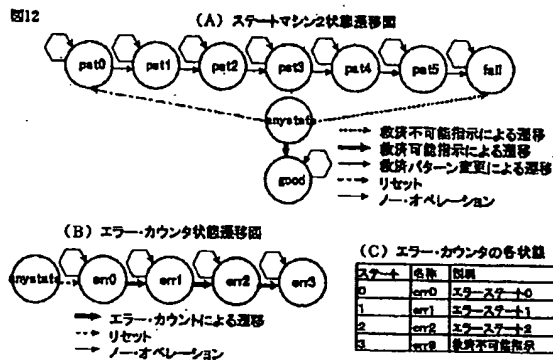 図12
(A) ステートマシン2状態遷移図
pat0 pat1 pat2 pat3 pat4 pat5 fail
anystate
good
救済不可能指示による遷移
救済可能指示による遷移
救済パターン変更による遷移
リセット
ノー・オペレーション
(B) エラー・カウンタ状態遷移図
anystate err0 err1 err2 err3
エラー・カウントによる遷移
リセット
ノー・オペレーション
(C) エラー・カウンタの各状態
ステート 名称 説明
0 err0 エラーステート0
1 err1 エラーステート1
2 err2 エラーステート2
3 err3 救済不可能指示